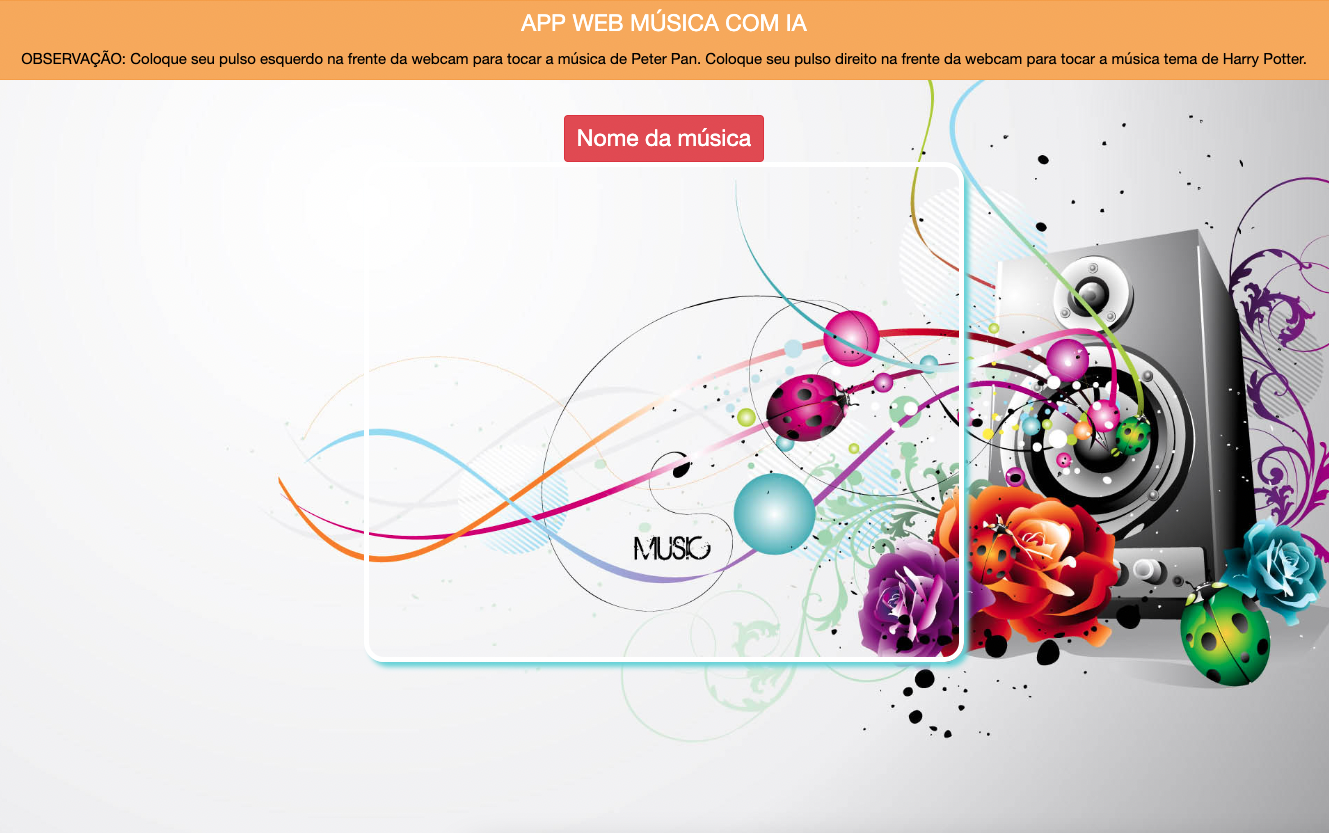 APP WEB MÚSICA COM IA
OBSERVAÇÃO: Coloque seu pulso esquerdo na frente da webcam para tocar a música de Peter Pan. Coloque seu pulso direito na frente da webcam para tocar a música tema de Harry Potter.
Nome da música
MUSIC